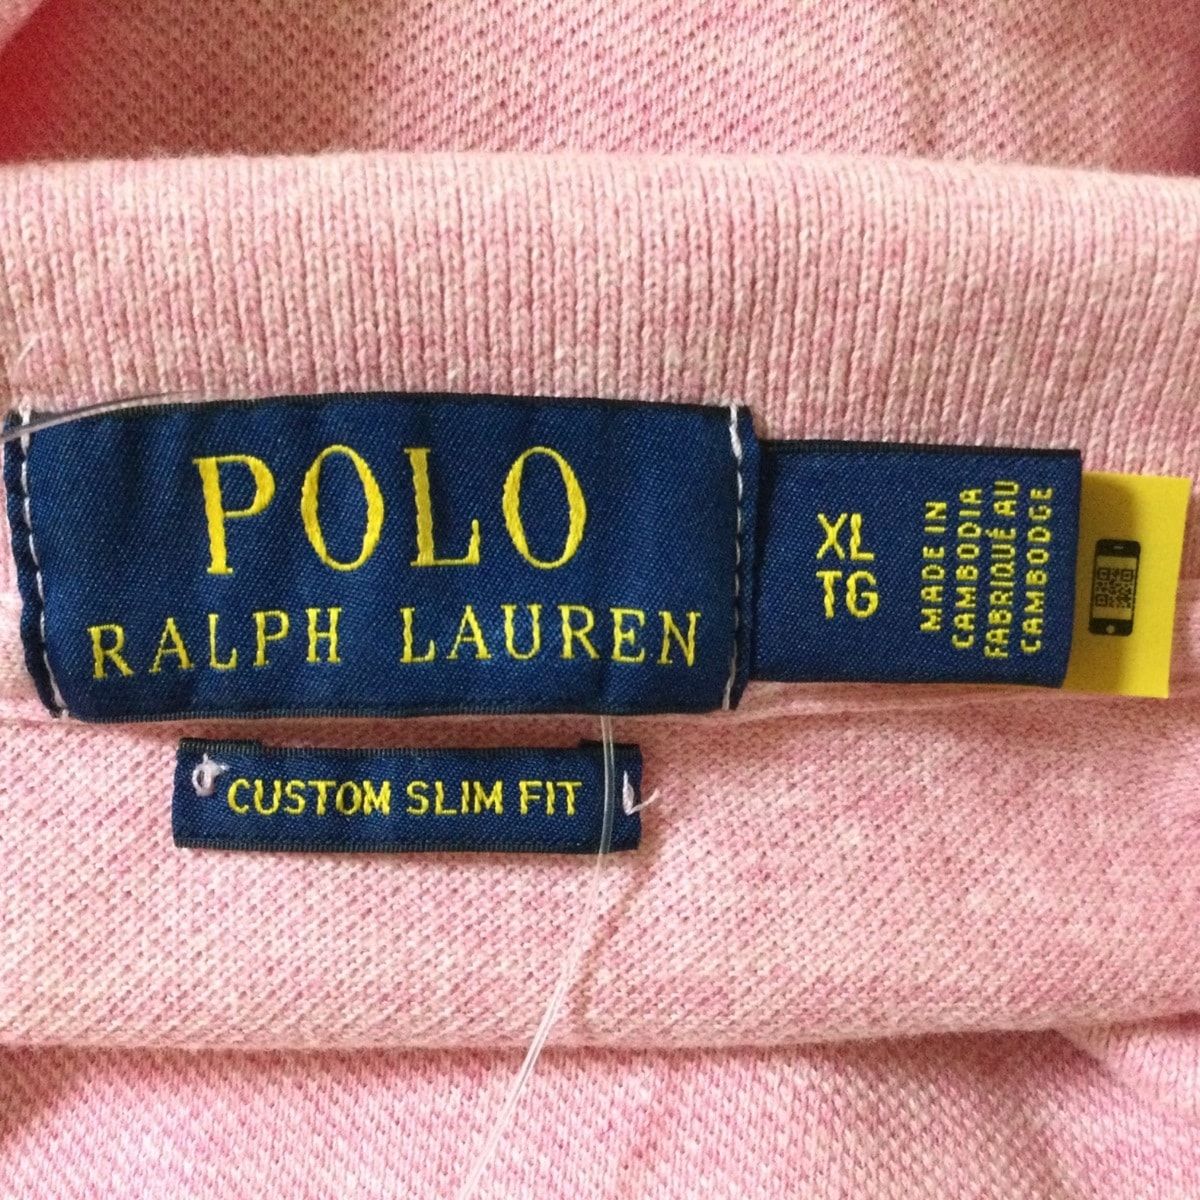 POLO
RALPH LAUREN
XL
TG
MADE IN
CAMBODIA
FABRIQUÉ AU
CAMBODGE
CUSTOM SLIM FIT